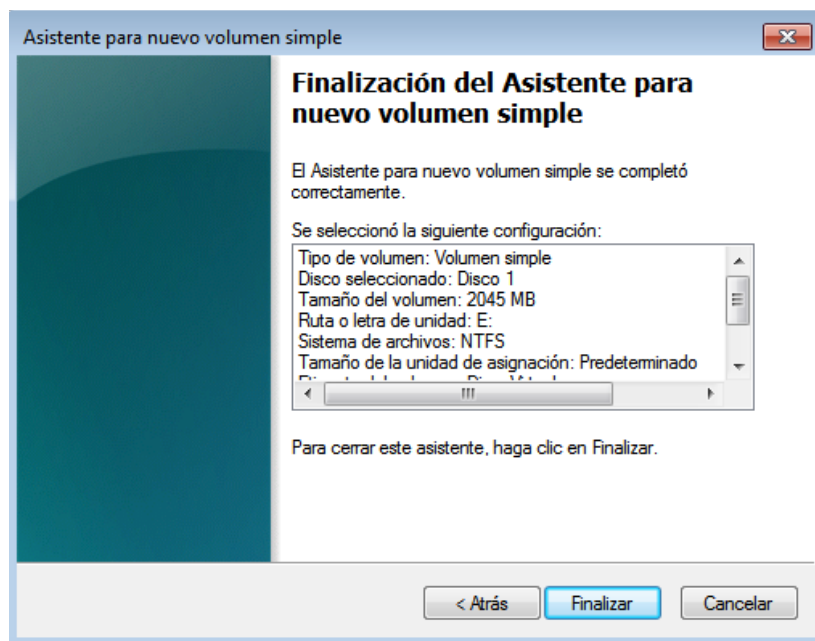 Asistente para nuevo volumen simple
Finalización del Asistente para
nuevo volumen simple
El Asistente para nuevo volumen simple se completó
correctamente.
Se seleccionó la siguiente configuración:
Tipo de volumen: Volumen simple
Disco seleccionado: Disco 1
Tamaño del volumen: 2045 MB
Ruta o letra de unidad: E:
Sistema de archivos: NTFS
Tamaño de la unidad de asignación: Predeterminado
Para cerrar este asistente, haga clic en Finalizar.
< Atrás Finalizar Cancelar